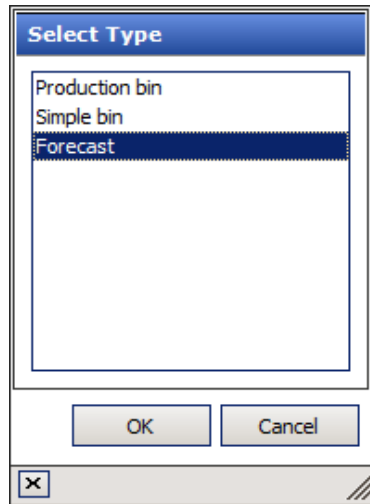 Select Type
Production bin
Simple bin
Forecast
OK Cancel